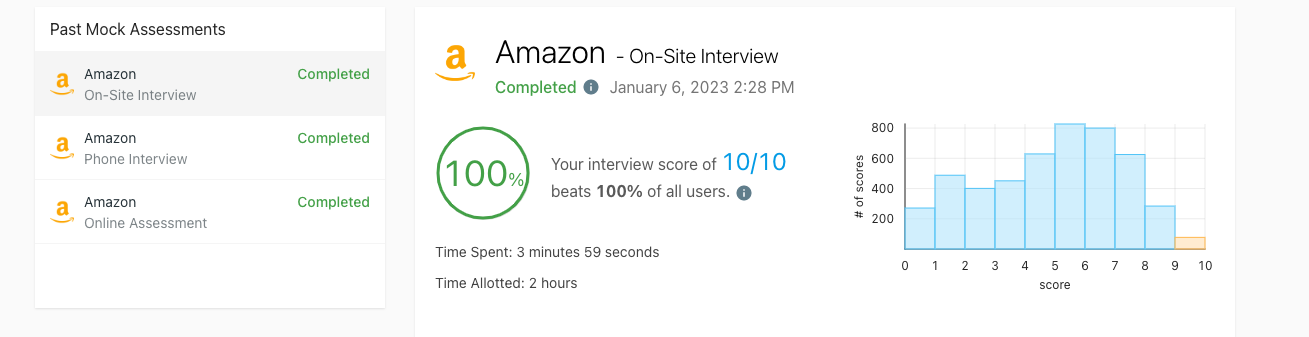 Past Mock Assessments
Amazon Completed
On-Site Interview
Amazon Completed
Phone Interview
Amazon Completed
Online Assessment
Amazon - On-Site Interview
Completed January 6, 2023 2:28 PM
100%
Your interview score of 10/10
beats 100% of all users.
Time Spent: 3 minutes 59 seconds
Time Allotted: 2 hours
# of scores
800
600
400
200
0 1 2 3 4 5 6 7 8 9 10
score